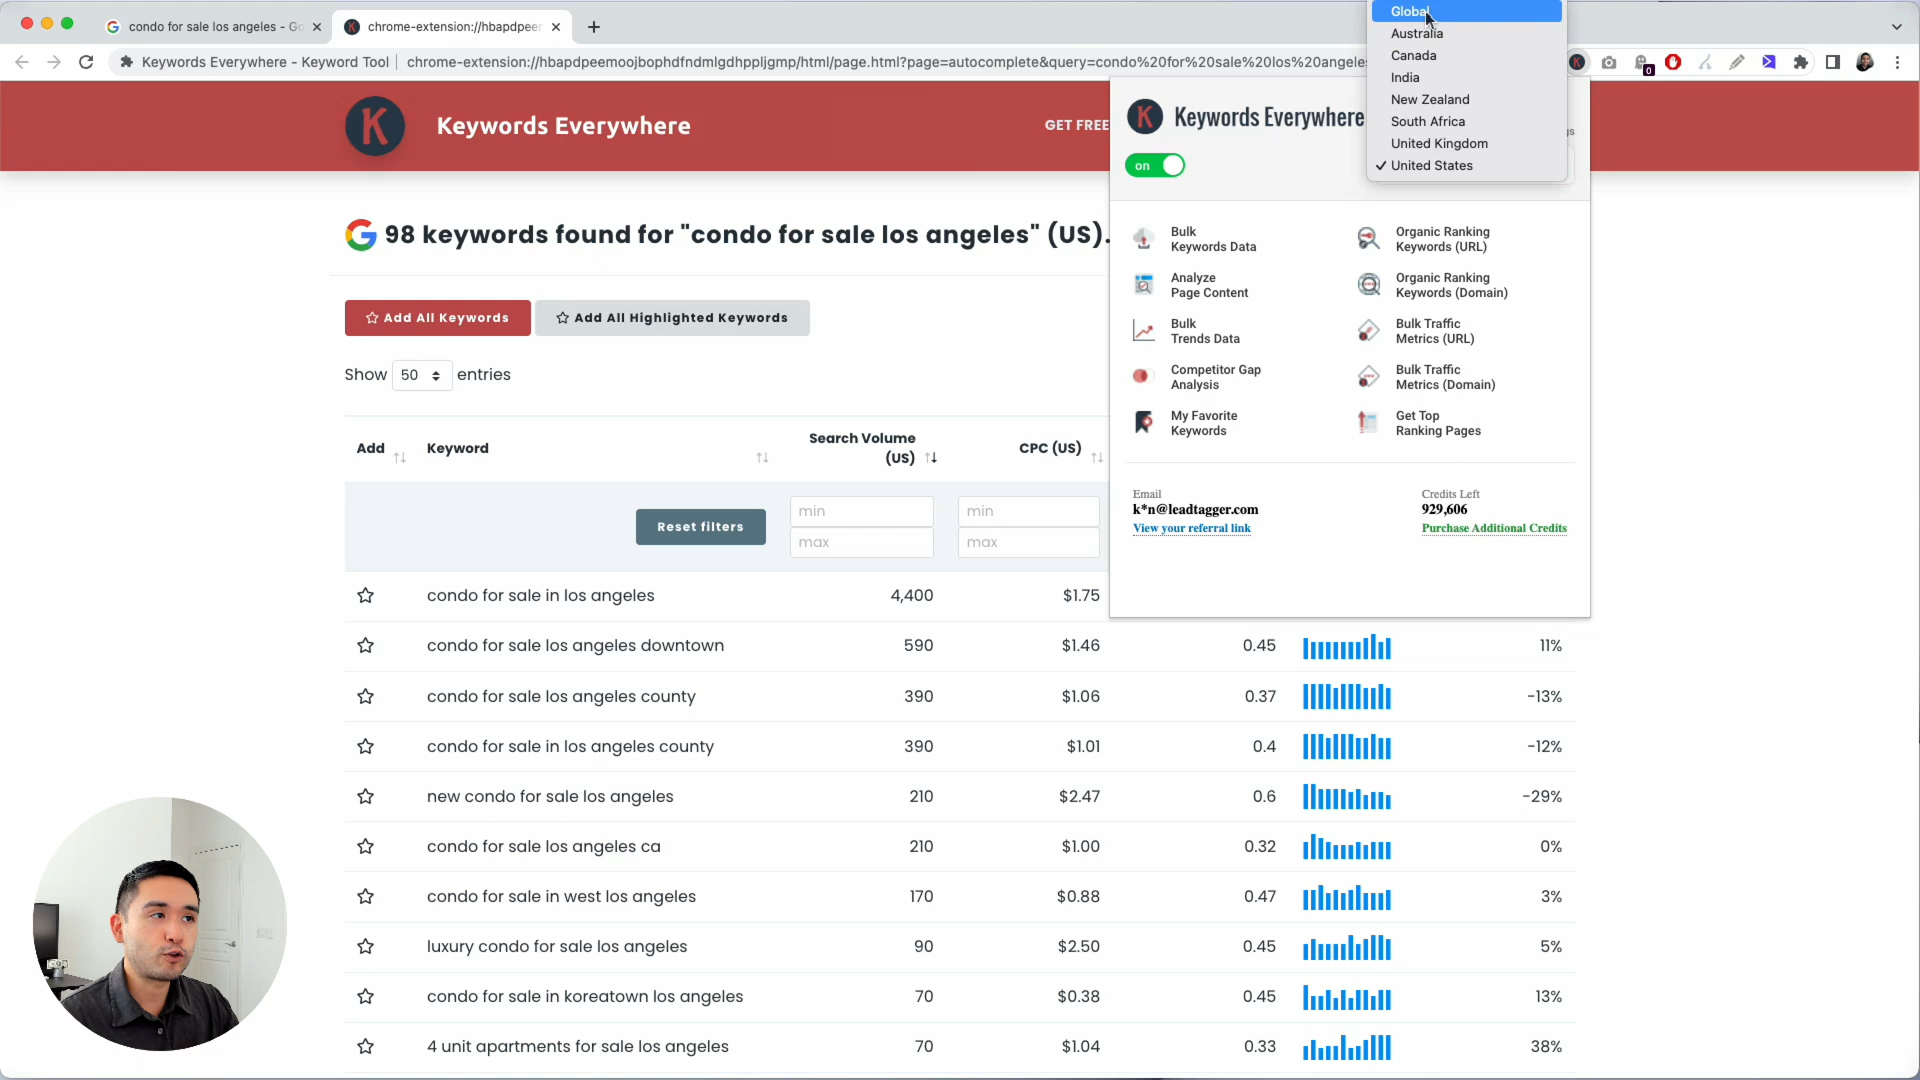 condo for sale los angeles - Go
chrome-extension://hbapdpeer
Keywords Everywhere - Keyword Tool
chrome-extension://hbapdpeemoojbophdfndmlgdhppljgmp/html/page.html?page=autocomplete&query=condo%20for%20sale%20los%20angeles
0
Global
Australia
Canada
India
New Zealand
South Africa
United Kingdom
✓ United States
K
Keywords Everywhere
GET FREE
K
Keywords Everywhere
on
98 keywords found for "condo for sale los angeles" (US).
Add All Keywords
Add All Highlighted Keywords
Show 50 entries
Bulk
Keywords Data
Organic Ranking
Keywords (URL)
Analyze
Page Content
Organic Ranking
Keywords (Domain)
Bulk
Trends Data
Bulk Traffic
Metrics (URL)
Competitor Gap
Analysis
Bulk Traffic
Metrics (Domain)
My Favorite
Keywords
Get Top
Ranking Pages
Email
k*n@leadtagger.com
View your referral link
Credits Left
929,606
Purchase Additional Credits
Add
Keyword
Search Volume
(US)
CPC (US)
Reset filters
min
max
min
max
condo for sale in los angeles 4,400 $1.75
condo for sale los angeles downtown 590 $1.46 0.45 11%
condo for sale los angeles county 390 $1.06 0.37 -13%
condo for sale in los angeles county 390 $1.01 0.4 -12%
new condo for sale los angeles 210 $2.47 0.6 -29%
condo for sale los angeles ca 210 $1.00 0.32 0%
condo for sale in west los angeles 170 $0.88 0.47 3%
luxury condo for sale los angeles 90 $2.50 0.45 5%
condo for sale in koreatown los angeles 70 $0.38 0.45 13%
4 unit apartments for sale los angeles 70 $1.04 0.33 38%